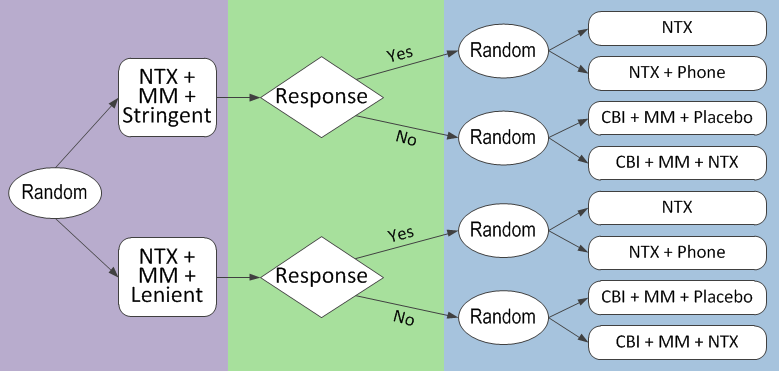 Random
NTX +
MM +
Stringent
Response
Yes
No
Random
NTX
NTX + Phone
Random
CBI + MM + Placebo
CBI + MM + NTX
NTX +
MM +
Lenient
Response
Yes
No
Random
NTX
NTX + Phone
Random
CBI + MM + Placebo
CBI + MM + NTX